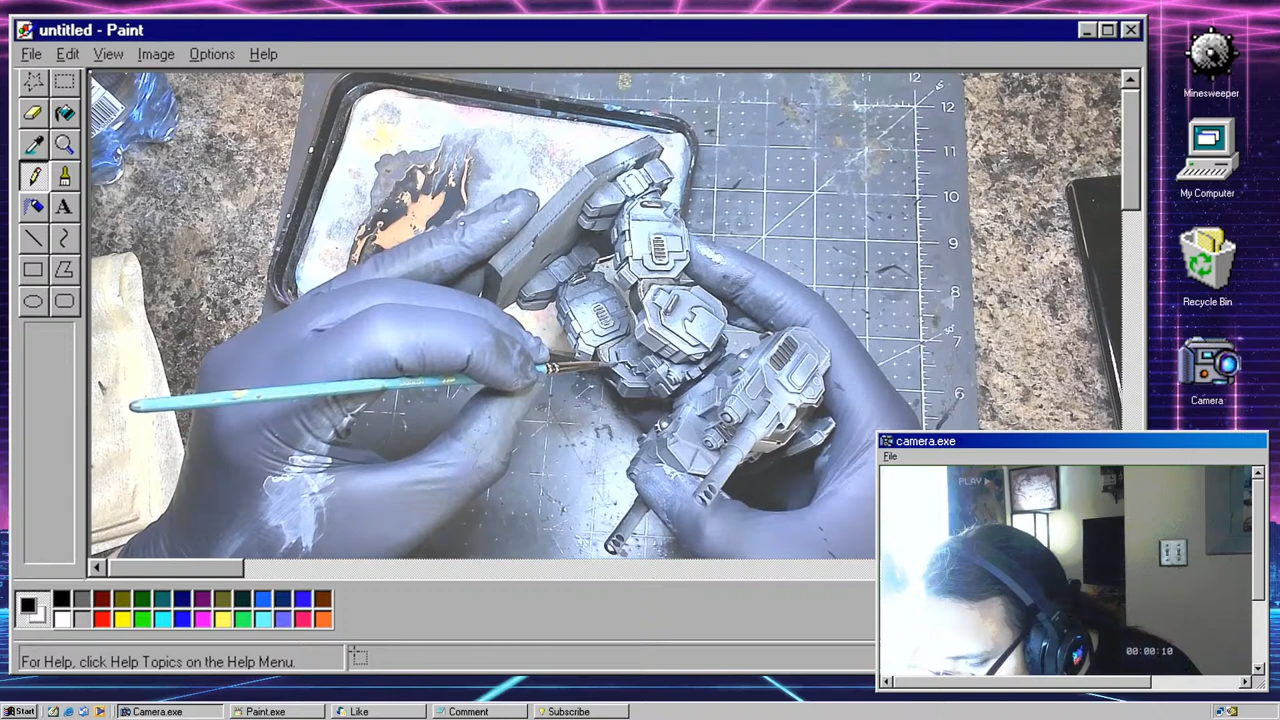 untitled - Paint
File Edit View Image Options Help
12
12
11
10
9
8
7
6
Minesweeper
My Computer
Recycle Bin
Camera
camera.exe
File
PLAY
00:00:10
For Help, click Help Topics on the Help Menu.
Start Camera.exe Paint.exe Like Comment Subscribe